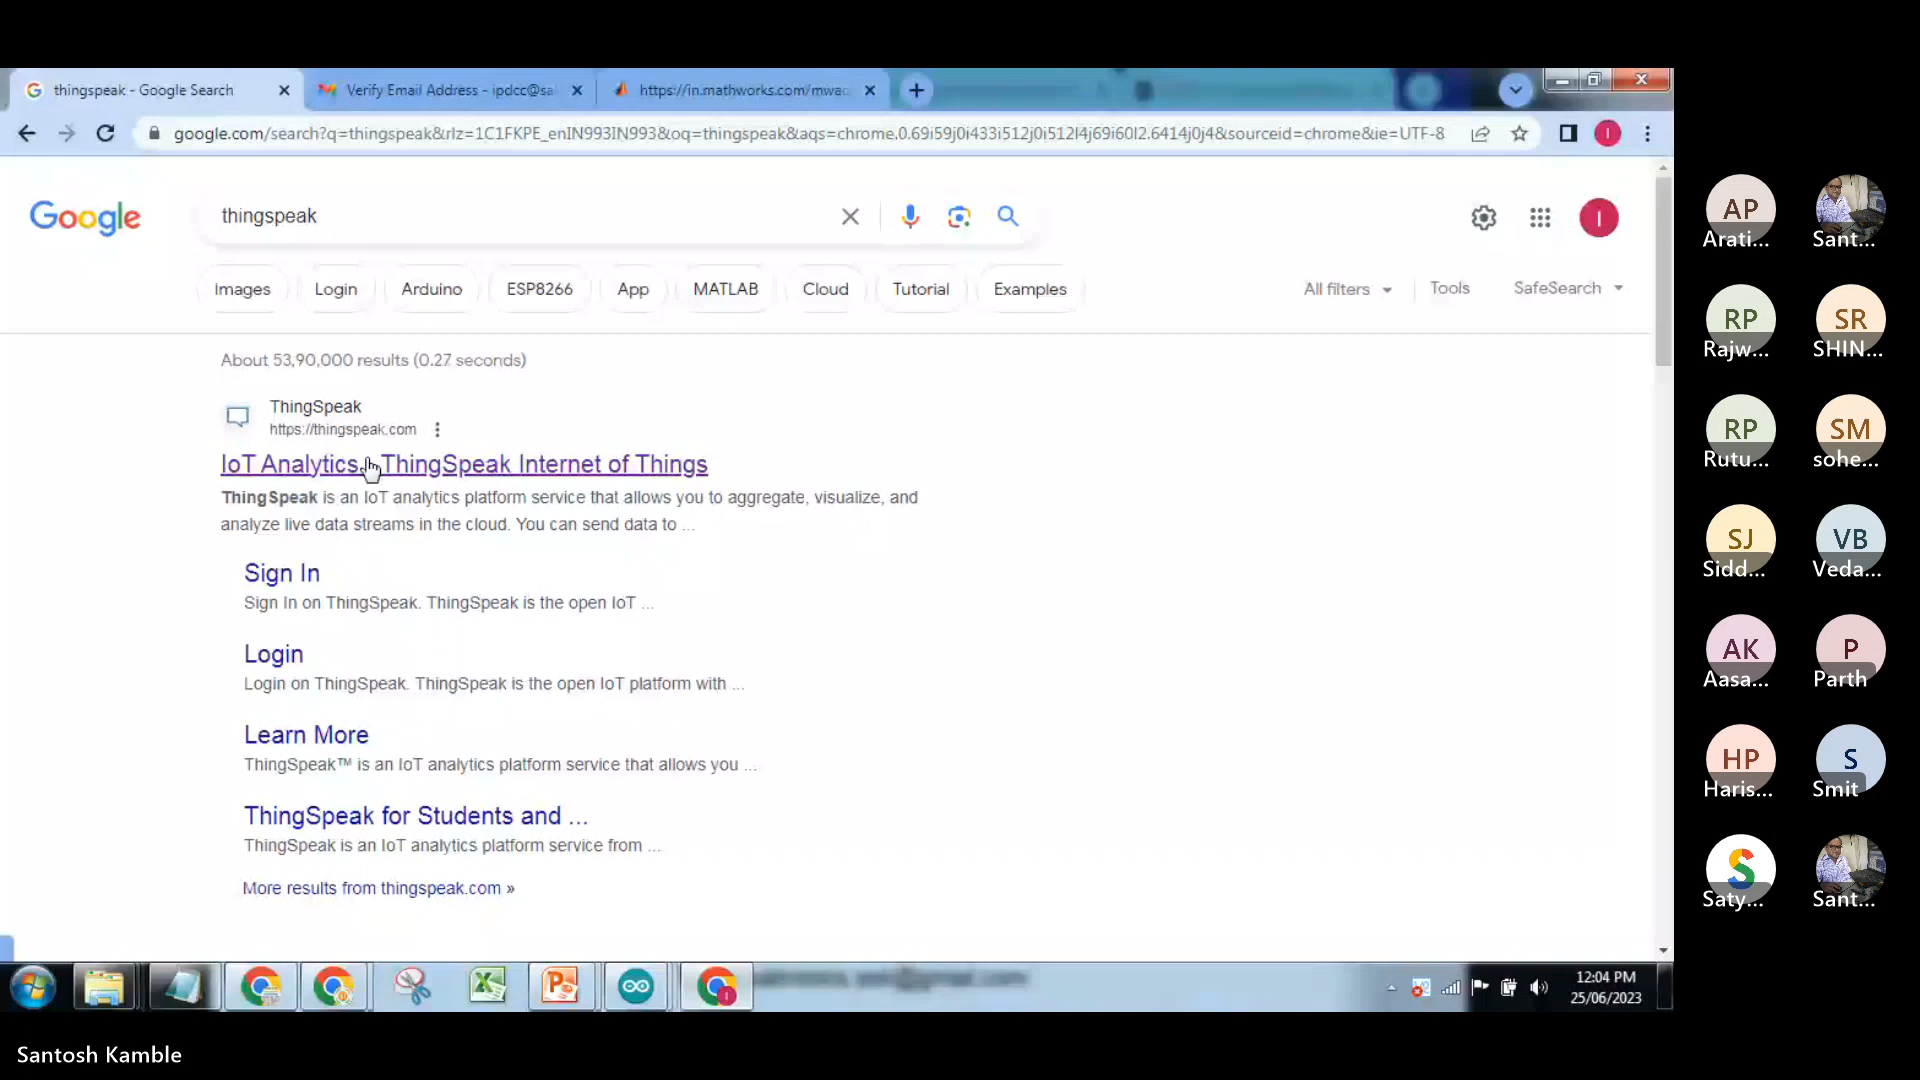 thingspeak - Google Search
Verify Email Address - ipdcc@sa
https://in.mathworks.com/mwac
google.com/search?q=thingspeak&rlz=1C1FKPE_enIN993IN993&oq=thingspeak&aqs=chrome.0.69i59j0i433i512j0i512l4j69i60l2.6414j0j4&sourceid=chrome&ie=UTF-8
I
Google
thingspeak
I
Images
Login
Arduino
ESP8266
App
MATLAB
Cloud
Tutorial
Examples
All filters
Tools
SafeSearch
About 53,90,000 results (0.27 seconds)
ThingSpeak
https://thingspeak.com
IoT Analytics ThingSpeak Internet of Things
ThingSpeak is an IoT analytics platform service that allows you to aggregate, visualize, and
analyze live data streams in the cloud. You can send data to ...
Sign In
Sign In on ThingSpeak. ThingSpeak is the open IoT ...
Login
Login on ThingSpeak. ThingSpeak is the open IoT platform with ...
Learn More
ThingSpeak™ is an IoT analytics platform service that allows you ...
ThingSpeak for Students and ...
ThingSpeak is an IoT analytics platform service from ...
More results from thingspeak.com »
12:04 PM
25/06/2023
AP
Arati...
Sant...
RP
Rajw...
SR
SHIN...
RP
Rutu...
SM
sohe...
SJ
Sidd...
VB
Veda...
AK
Aasa...
P
Parth
HP
Haris...
S
Smit
S
Saty...
Sant...
Santosh Kamble